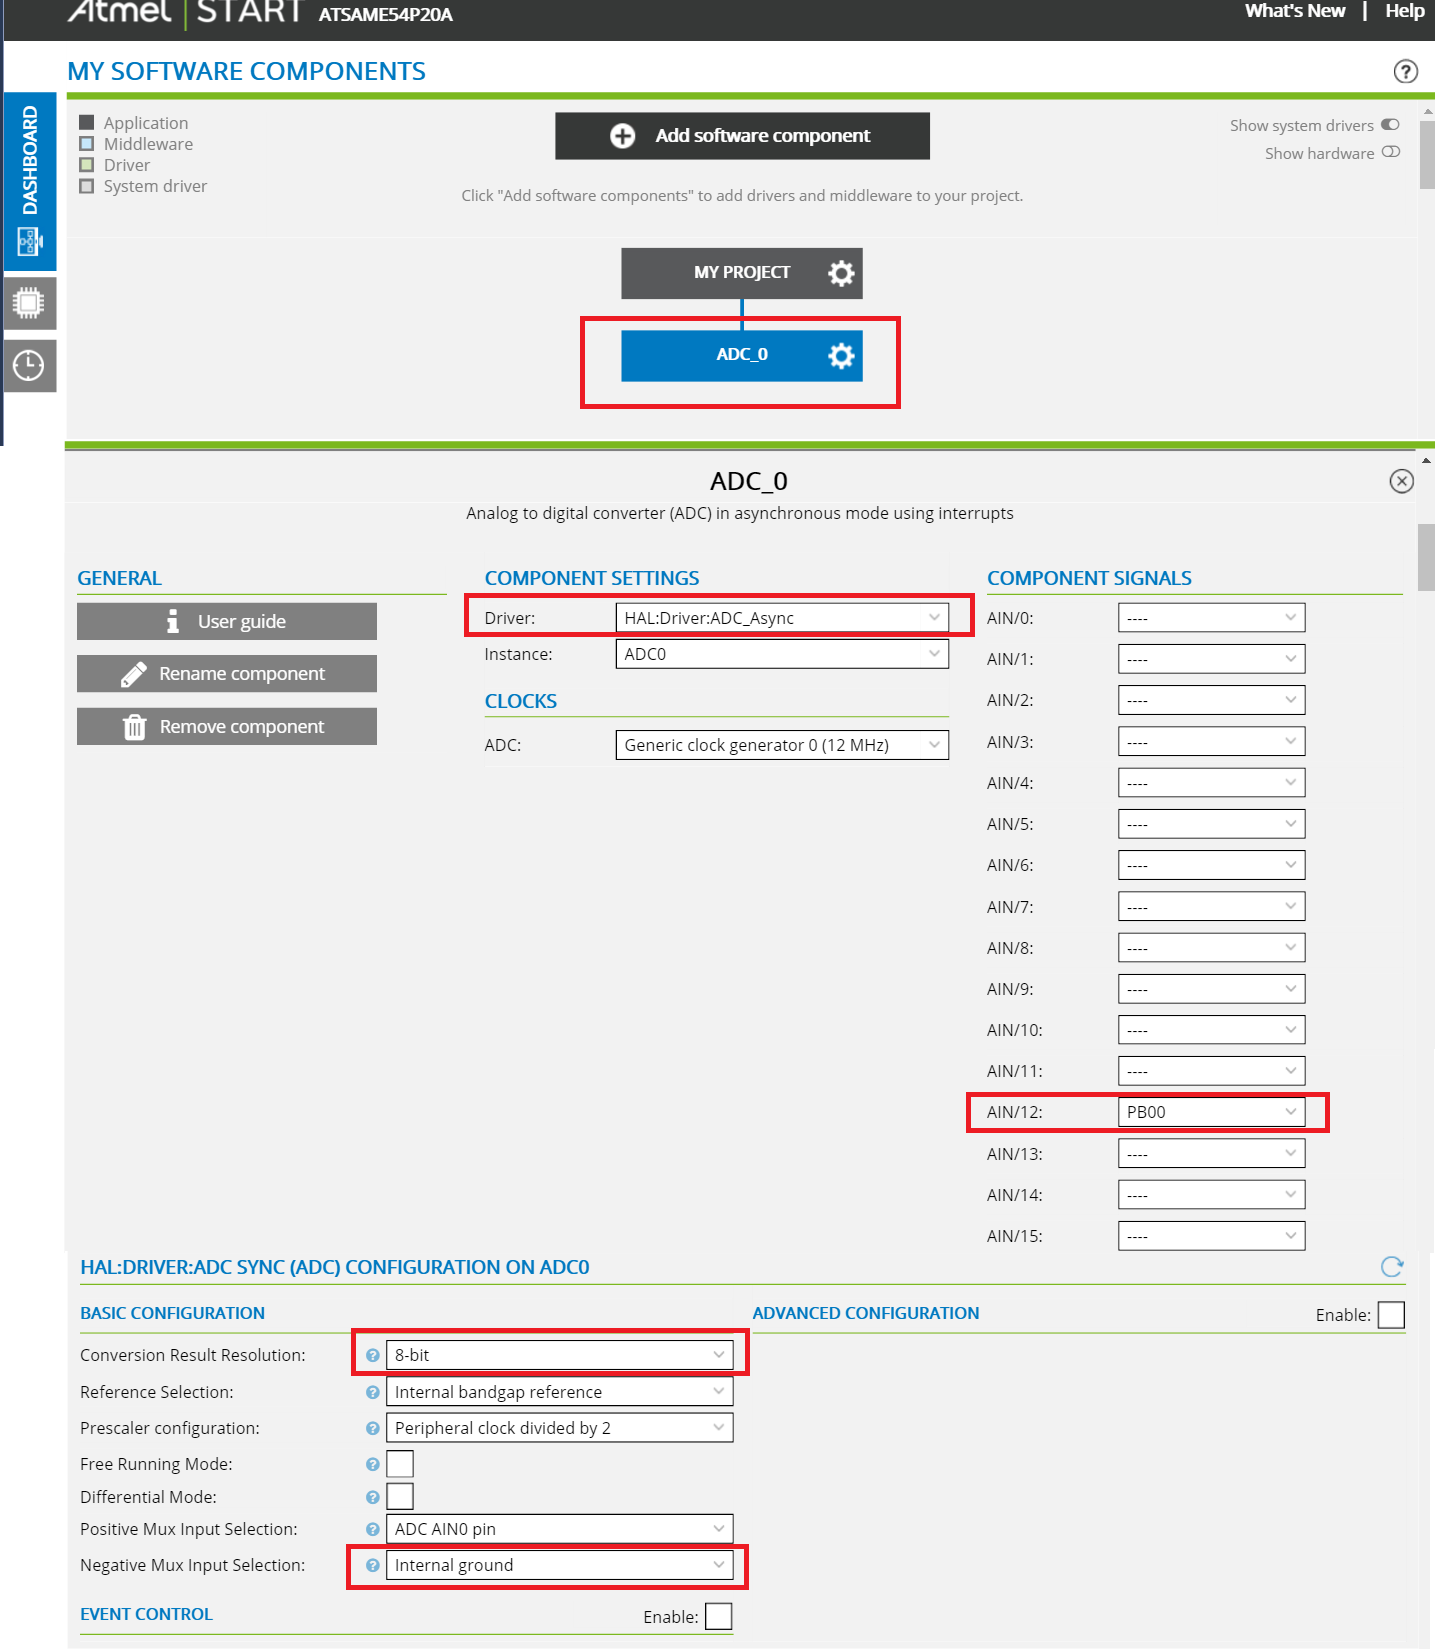 Atmel START ATSAME54P20A
What's New | Help
MY SOFTWARE COMPONENTS
DASHBOARD
Application
Middleware
Driver
System driver
Add software component
Show system drivers
Show hardware
Click "Add software components" to add drivers and middleware to your project.
MY PROJECT
ADC_0
ADC_0
Analog to digital converter (ADC) in asynchronous mode using interrupts
GENERAL
User guide
Rename component
Remove component
COMPONENT SETTINGS
Driver: HAL:Driver:ADC_Async
Instance: ADC0
CLOCKS
ADC: Generic clock generator 0 (12 MHz)
COMPONENT SIGNALS
AIN/0: ----
AIN/1: ----
AIN/2: ----
AIN/3: ----
AIN/4: ----
AIN/5: ----
AIN/6: ----
AIN/7: ----
AIN/8: ----
AIN/9: ----
AIN/10: ----
AIN/11: ----
AIN/12: PB00
AIN/13: ----
AIN/14: ----
AIN/15: ----
HAL:DRIVER:ADC SYNC (ADC) CONFIGURATION ON ADC0
BASIC CONFIGURATION
Conversion Result Resolution: 8-bit
Reference Selection: Internal bandgap reference
Prescaler configuration: Peripheral clock divided by 2
Free Running Mode:
Differential Mode:
Positive Mux Input Selection: ADC AIN0 pin
Negative Mux Input Selection: Internal ground
EVENT CONTROL Enable:
ADVANCED CONFIGURATION Enable: